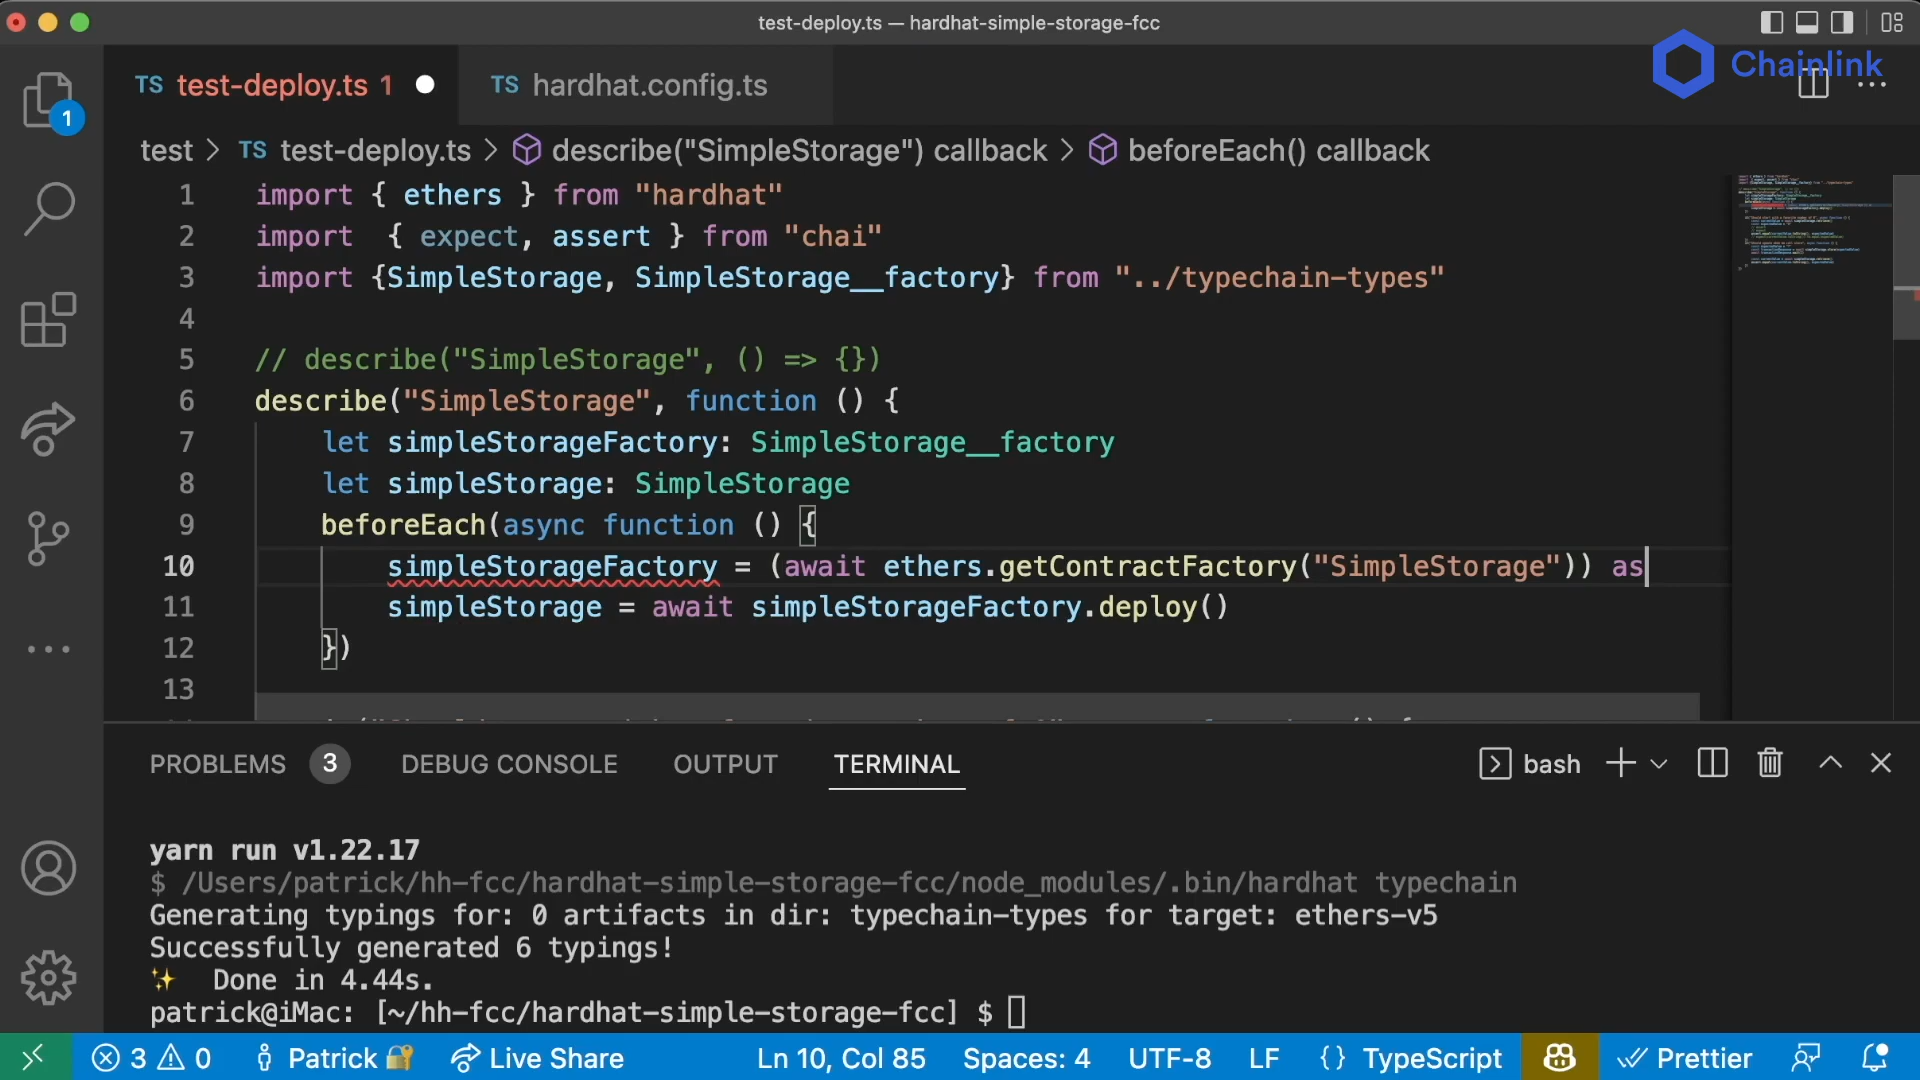 test-deploy.ts — hardhat-simple-storage-fcc
Chainlink
TS test-deploy.ts 1
TS hardhat.config.ts
1
test > TS test-deploy.ts > describe("SimpleStorage") callback > beforeEach() callback
1 import { ethers } from "hardhat"
2 import  { expect, assert } from "chai"
3 import {SimpleStorage, SimpleStorage__factory} from "../typechain-types"
4
5 // describe("SimpleStorage", () => {})
6 describe("SimpleStorage", function () {
7     let simpleStorageFactory: SimpleStorage__factory
8     let simpleStorage: SimpleStorage
9     beforeEach(async function () {
10         simpleStorageFactory = (await ethers.getContractFactory("SimpleStorage")) as
11         simpleStorage = await simpleStorageFactory.deploy()
12     })
13
PROBLEMS 3 DEBUG CONSOLE OUTPUT TERMINAL bash
yarn run v1.22.17
$ /Users/patrick/hh-fcc/hardhat-simple-storage-fcc/node_modules/.bin/hardhat typechain
Generating typings for: 0 artifacts in dir: typechain-types for target: ethers-v5
Successfully generated 6 typings!
✨  Done in 4.44s.
patrick@iMac: [~/hh-fcc/hardhat-simple-storage-fcc] $
3 0 Patrick 🔐 Live Share Ln 10, Col 85 Spaces: 4 UTF-8 LF {} TypeScript Prettier